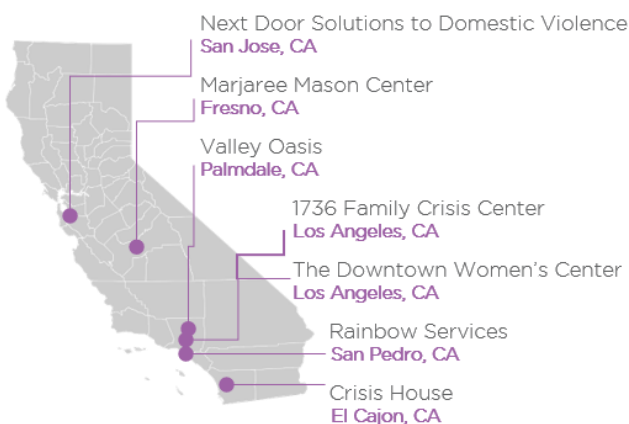 Next Door Solutions to Domestic Violence
San Jose, CA
Marjaree Mason Center
Fresno, CA
Valley Oasis
Palmdale, CA
1736 Family Crisis Center
Los Angeles, CA
The Downtown Women's Center
Los Angeles, CA
Rainbow Services
San Pedro, CA
Crisis House
El Cajon, CA